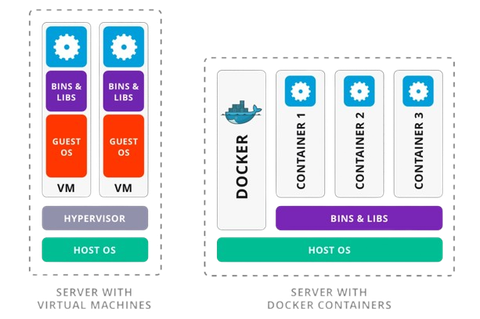 BINS &
LIBS
GUEST
OS
VM
BINS &
LIBS
GUEST
OS
VM
HYPERVISOR
HOST OS
SERVER WITH
VIRTUAL MACHINES
DOCKER
CONTAINER 1
CONTAINER 2
CONTAINER 3
BINS & LIBS
HOST OS
SERVER WITH
DOCKER CONTAINERS